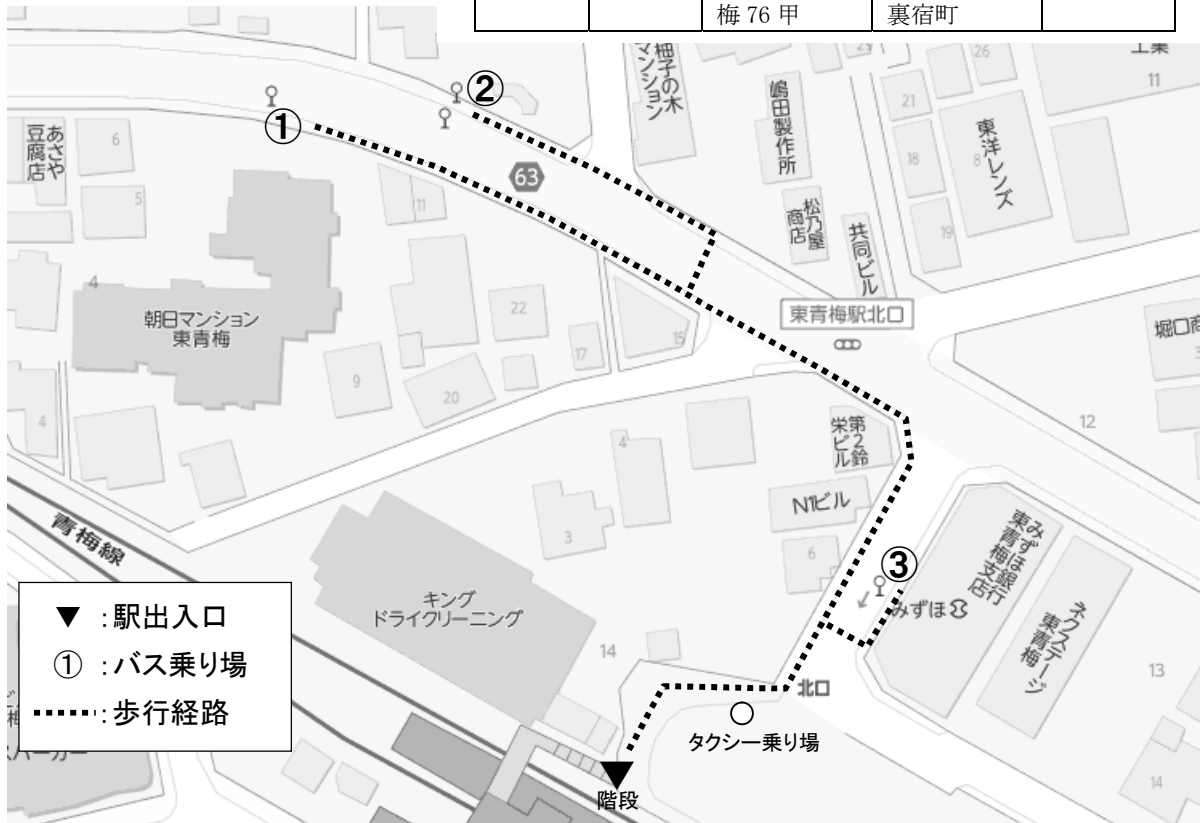 梅 76 甲
裏宿町
②
①
63
あさや
豆腐店
6
5
11
4
朝日マンション
東青梅
4
9
22
17
20
15
柚子の木
マンション
嶋田製作所
松乃屋
商店
共同ビル
21
26
18
8
東洋レンズ
19
工業
11
東青梅駅北口
堀口商
3
12
第2鈴
栄ビル
N1ビル
6
4
3
③
みずほ銀行
東青梅支店
みずほ
ネクステージ
東青梅
13
14
青梅線
キング
ドライクリーニング
14
北口
タクシー乗り場
階段
▼ :駅出入口
① :バス乗り場
:歩行経路